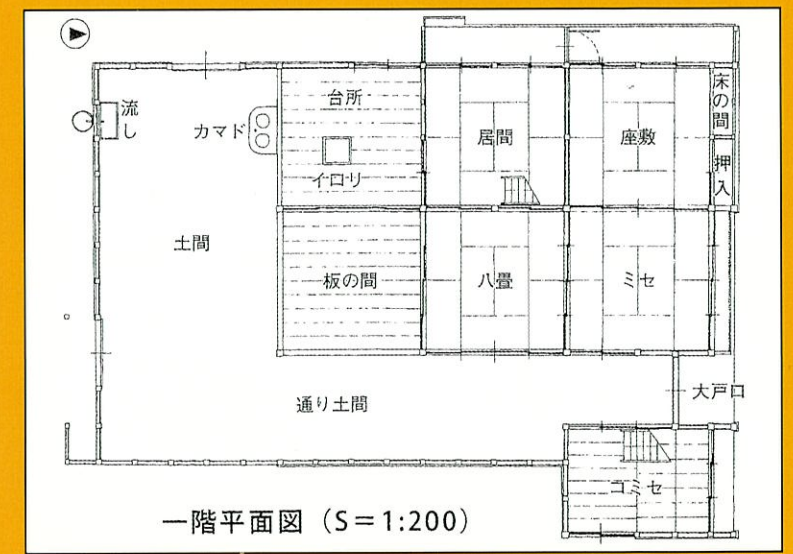 台所
床の間
流し
カマド
居間
座敷
押入
イロリ
土間
板の間
八畳
ミセ
通り土間
大戸口
コミセ
一階平面図（S＝1:200）